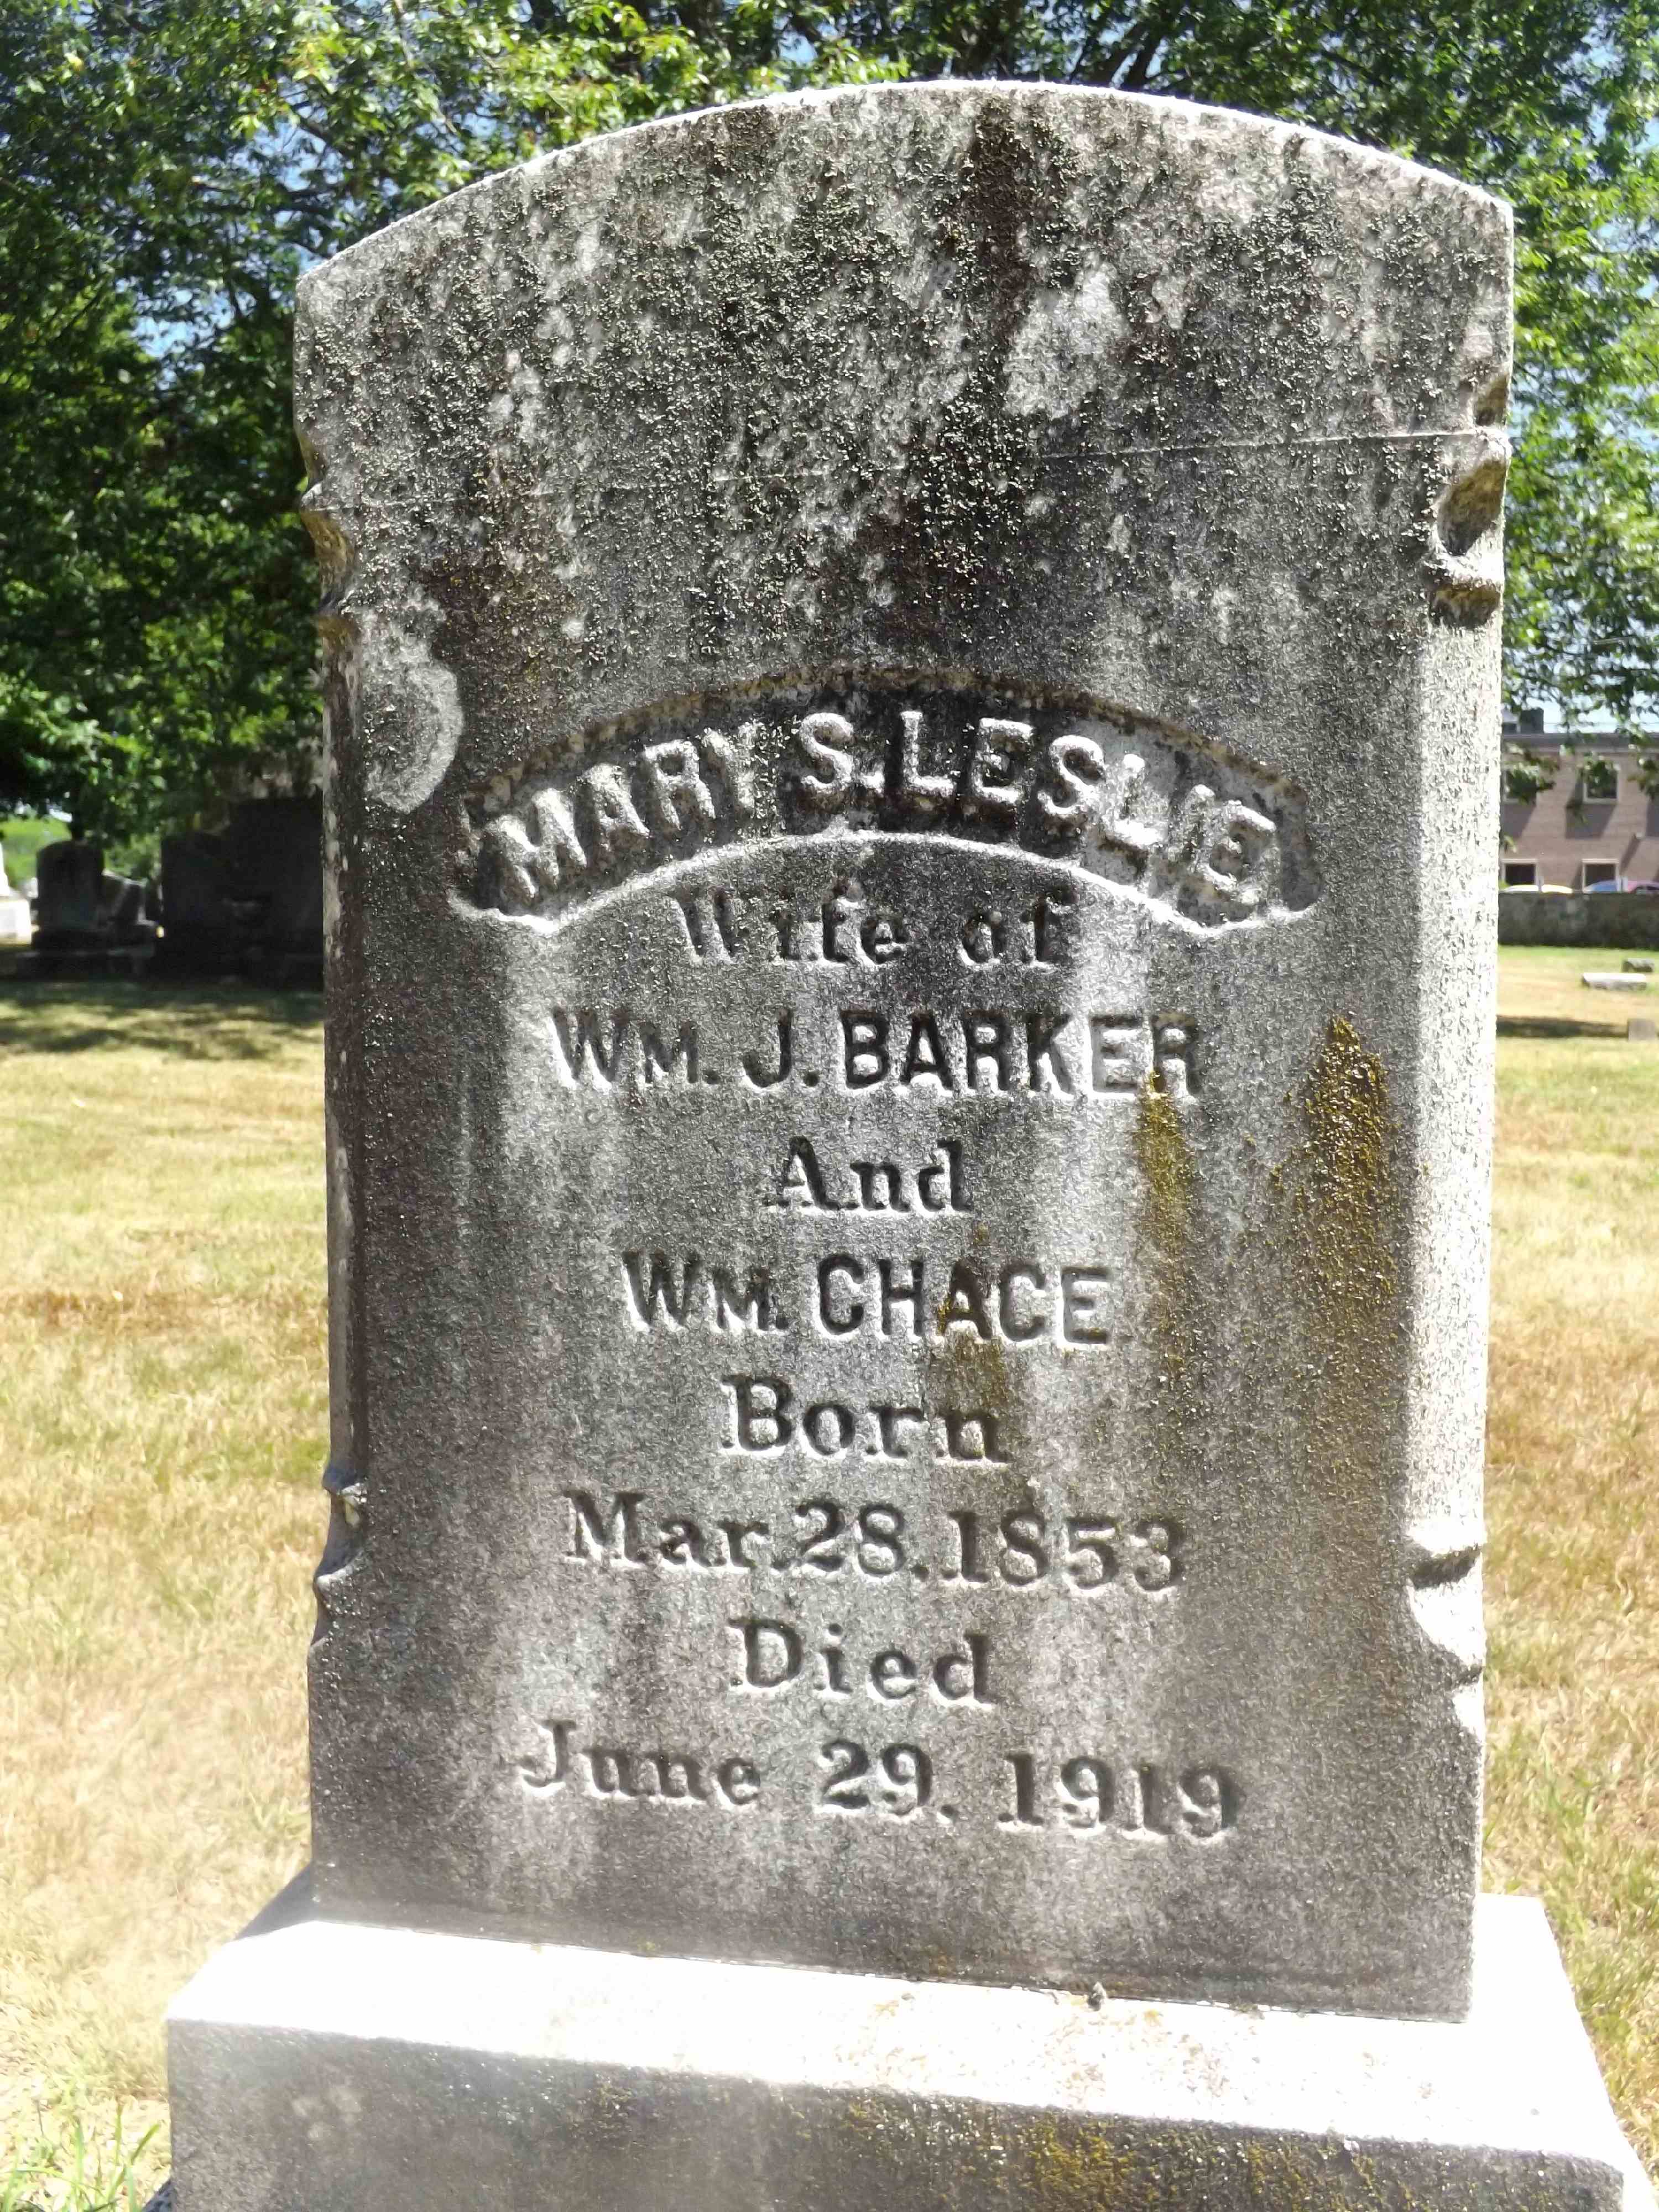 MARY S. LESLIE
Wife of
WM. J. BARKER
And
WM. CHACE
Born
Mar. 28. 1853
Died
June 29. 1919